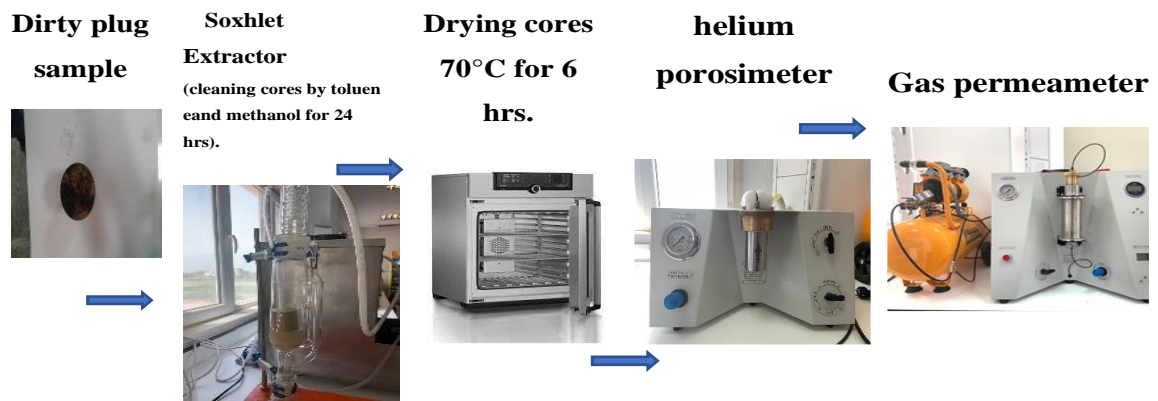 Dirty plug
sample
Soxhlet
Extractor
(cleaning cores by toluen
eand methanol for 24
hrs).
Drying cores
70°C for 6
hrs.
helium
porosimeter
Gas permeameter